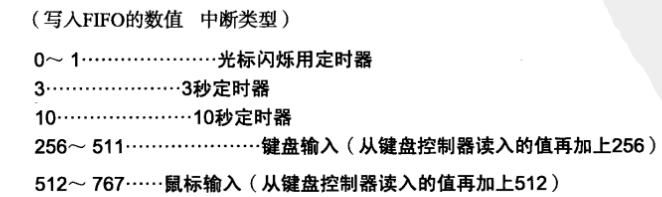 （写入FIFO的数值 中断类型）
0～ 1·····················光标闪烁用定时器
3·····················3秒定时器
10·····················10秒定时器
256～ 511·····················键盘输入（从键盘控制器读入的值再加上256）
512～ 767······鼠标输入（从键盘控制器读入的值再加上512）